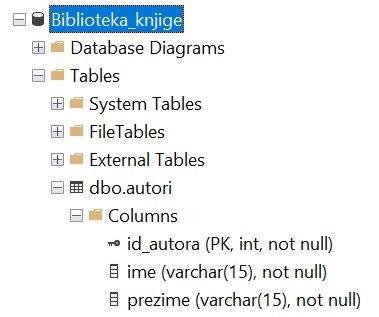 Biblioteka_knjige
Database Diagrams
Tables
System Tables
FileTables
External Tables
dbo.autori
Columns
id_autora (PK, int, not null)
ime (varchar(15), not null)
prezime (varchar(15), not null)